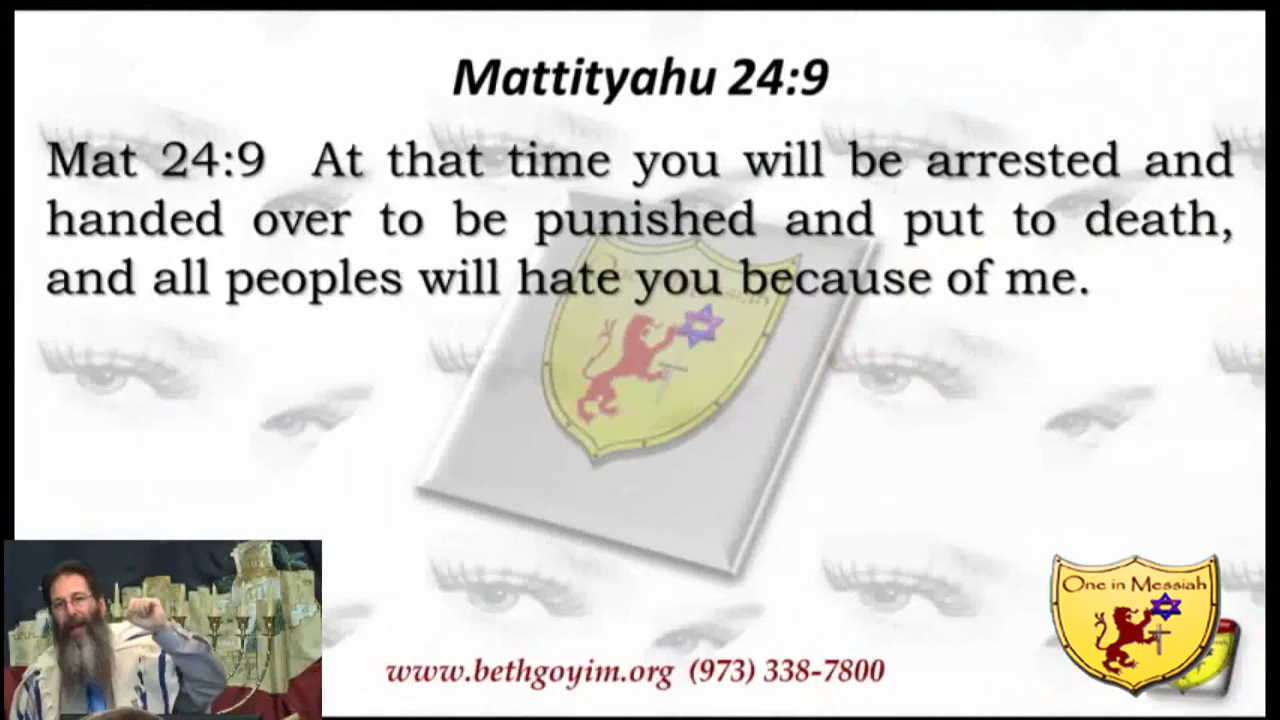 Mattityahu 24:9
Mat 24:9 At that time you will be arrested and
handed over to be punished and put to death,
and all peoples will hate you because of me.
www.bethgoyim.org (973) 338-7800
One in Messiah